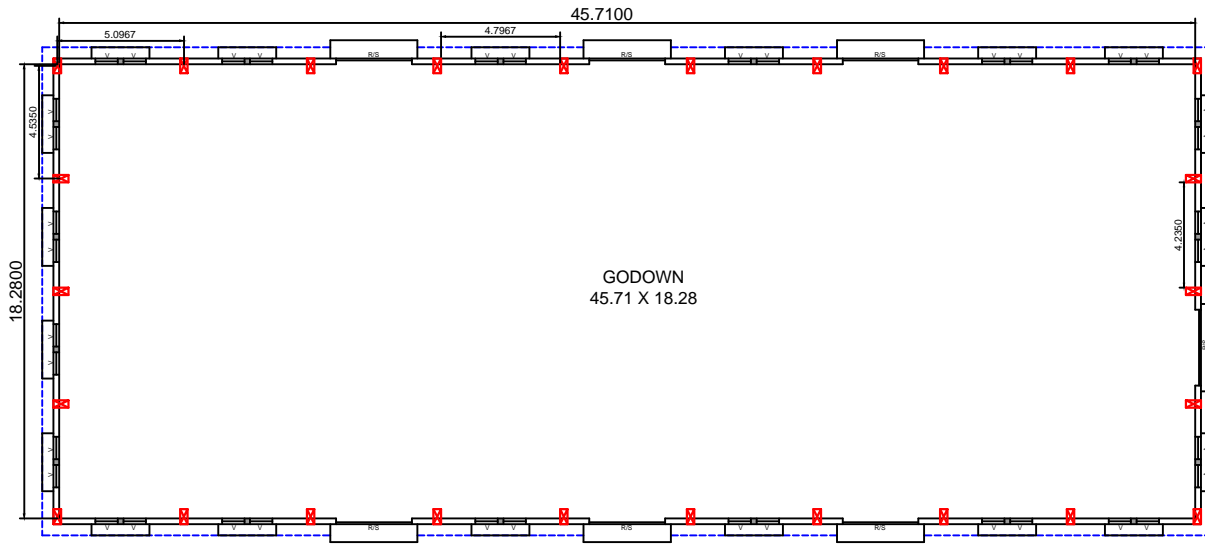 45.7100
5.0967
4.7967
R/S
R/S
R/S
V V
V V
V V
V V
V V
V V
4.5350
V
V
V
V
V
V
V
V
4.2350
18.2800
GODOWN
45.71 X 18.28
R/S
V V
V V
R/S
V V
R/S
V V
R/S
V V
V V